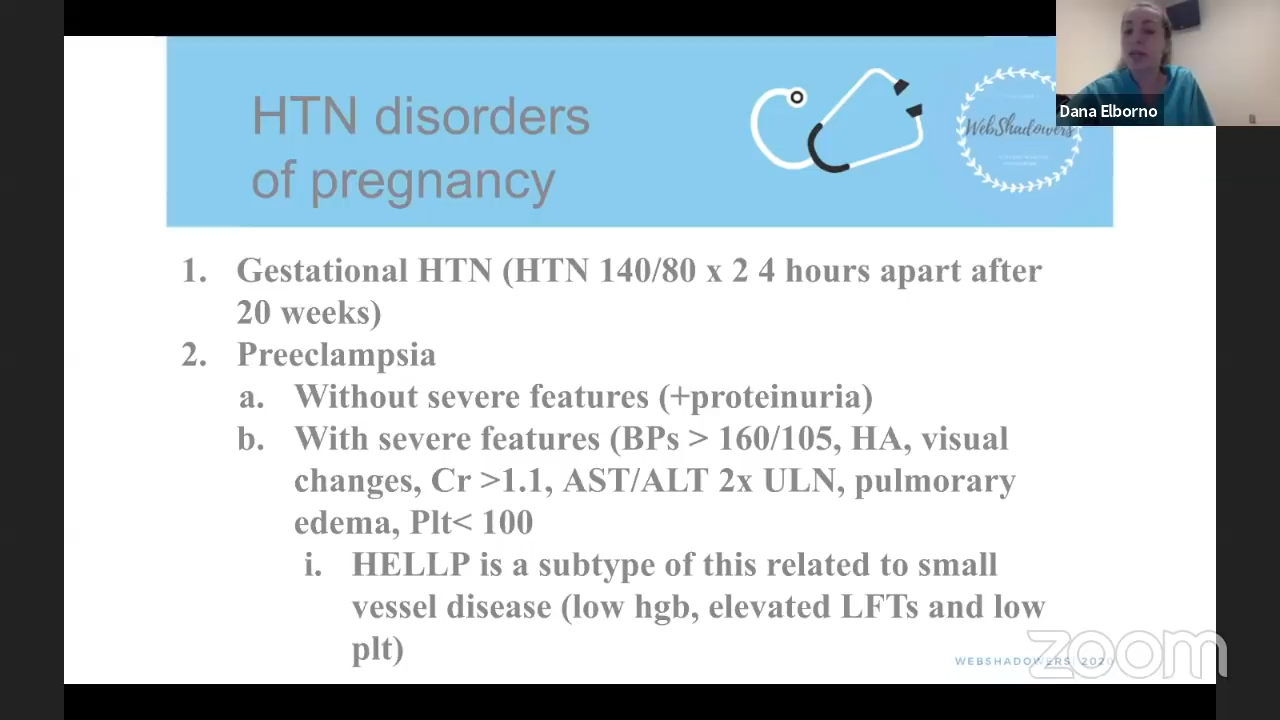 Dana Elborno
HTN disorders
of pregnancy
WebShadowers
1. Gestational HTN (HTN 140/80 x 2 4 hours apart after
20 weeks)
2. Preeclampsia
a. Without severe features (+proteinuria)
b. With severe features (BPs > 160/105, HA, visual
changes, Cr >1.1, AST/ALT 2x ULN, pulmorary
edema, Plt< 100
i. HELLP is a subtype of this related to small
vessel disease (low hgb, elevated LFTs and low
plt)
WEBSHADOWERS 2020
zoom